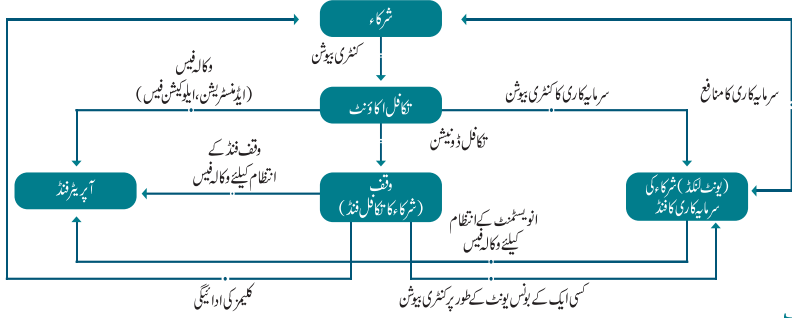 شرکاء
کنٹری بیوشن
سرمایہ کاری کا منافع
وکالہ فیس
(ایڈمنسٹریشن، ایلوکیشن فیس)
تکافل اکاؤنٹ
سرمایہ کاری کا کنٹری بیوشن
تکافل ڈونیشن
وقف فنڈ کے
انتظام کیلئے وکالہ فیس
آپریٹر فنڈ
وقف
(شرکاء کا تکافل فنڈ)
(یونٹ لنکڈ) شرکاء کی
سرمایہ کاری کا فنڈ
انویسٹمنٹ کے انتظام
کیلئے وکالہ فیس
کلیمز کی ادائیگی
کسی ایک کے بونس یونٹ کے طور پر کنٹری بیوشن